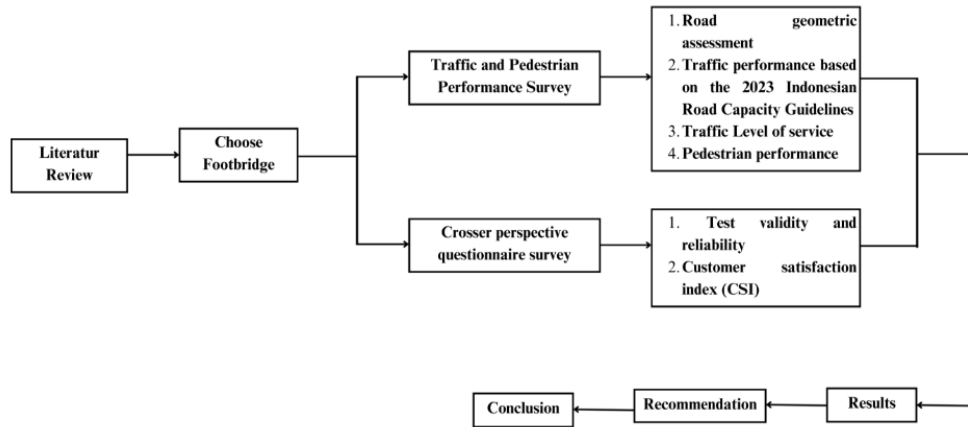 Literatur
Review
Choose
Footbridge
Traffic and Pedestrian
Performance Survey
1. Road geometric
assessment
2. Traffic performance based
on the 2023 Indonesian
Road Capacity Guidelines
3. Traffic Level of service
4. Pedestrian performance
Crosser perspective
questionnaire survey
1. Test validity and
reliability
2. Customer satisfaction
index (CSI)
Results
Recommendation
Conclusion